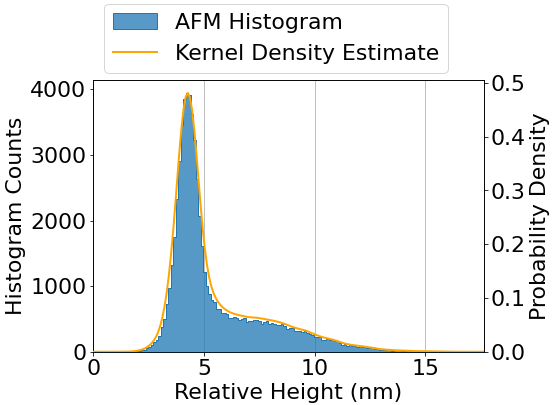 AFM Histogram
Kernel Density Estimate
4000
3000
2000
1000
0
Histogram Counts
0.5
0.4
0.3
0.2
0.1
0.0
Probability Density
0 5 10 15
Relative Height (nm)